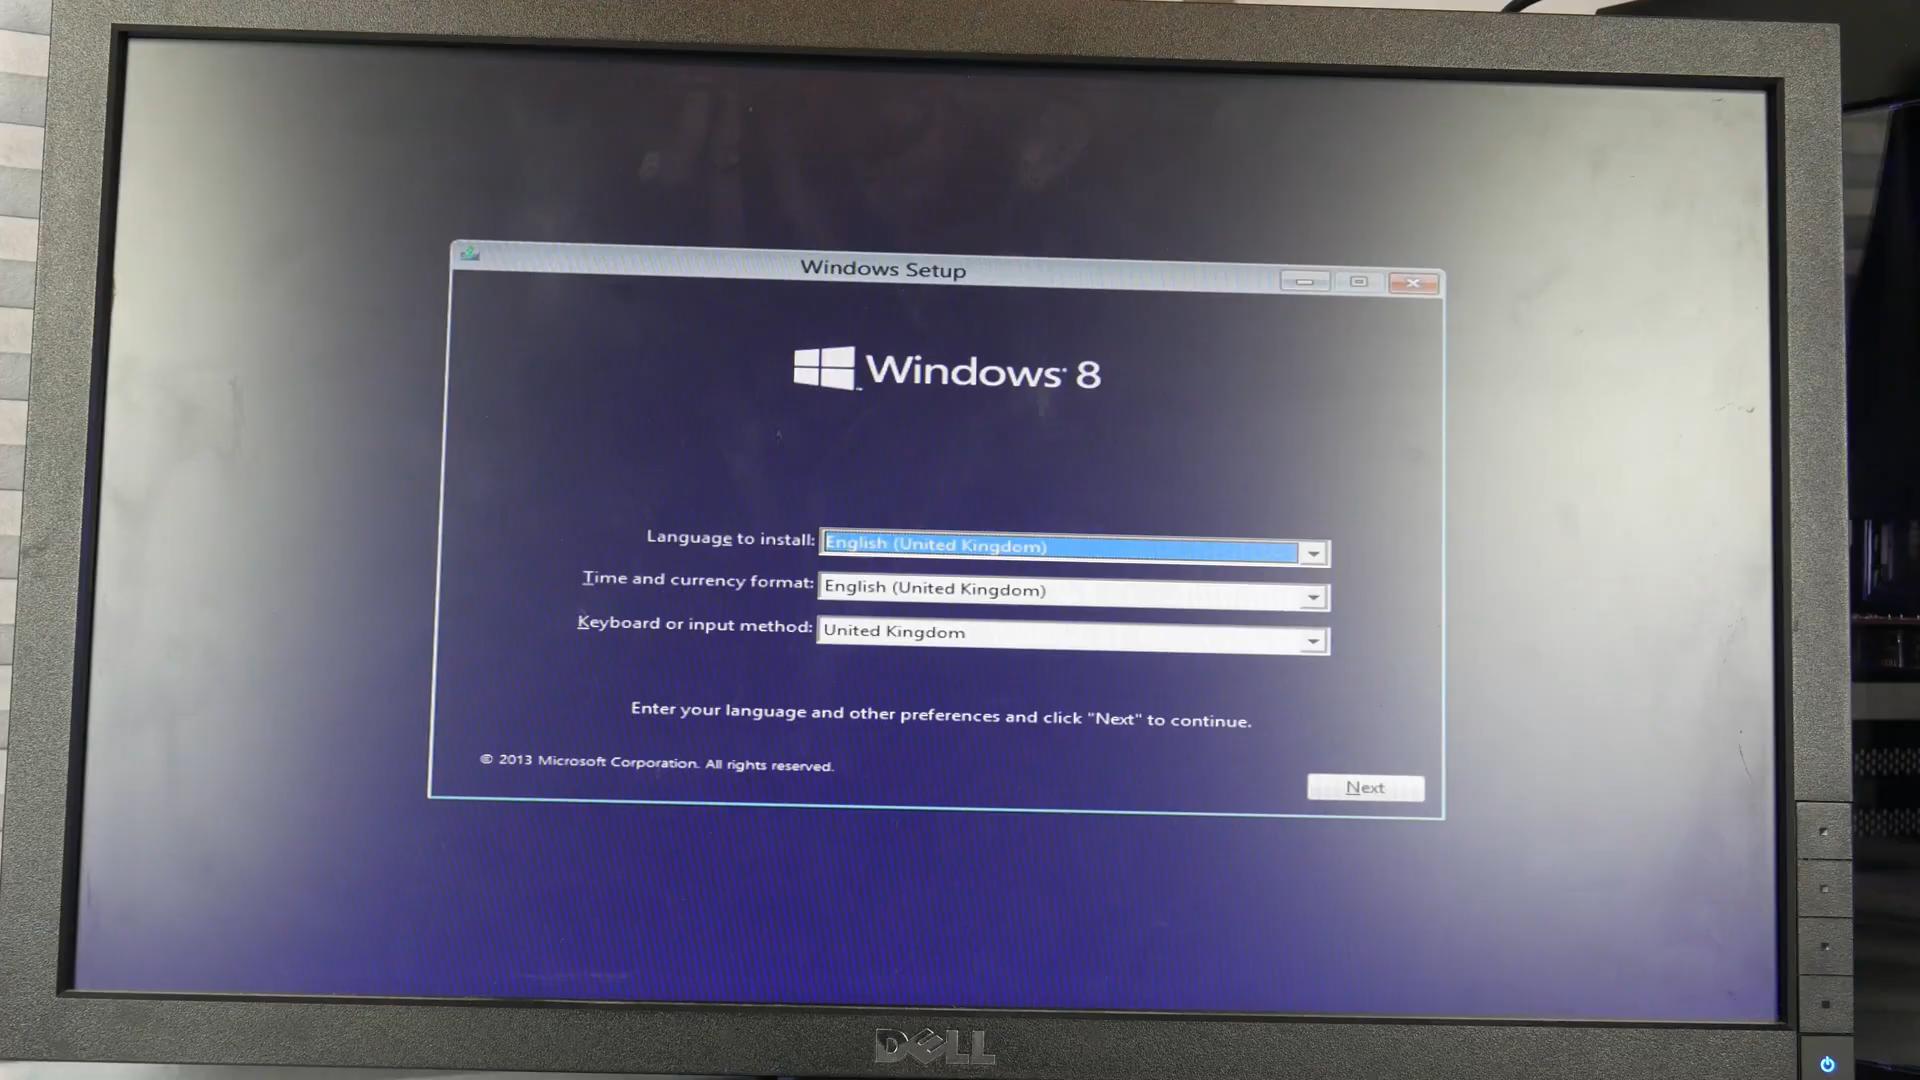 Windows Setup
Windows 8
Language to install: English (United Kingdom)
Time and currency format: English (United Kingdom)
Keyboard or input method: United Kingdom
Enter your language and other preferences and click "Next" to continue.
© 2013 Microsoft Corporation. All rights reserved.
Next
DELL